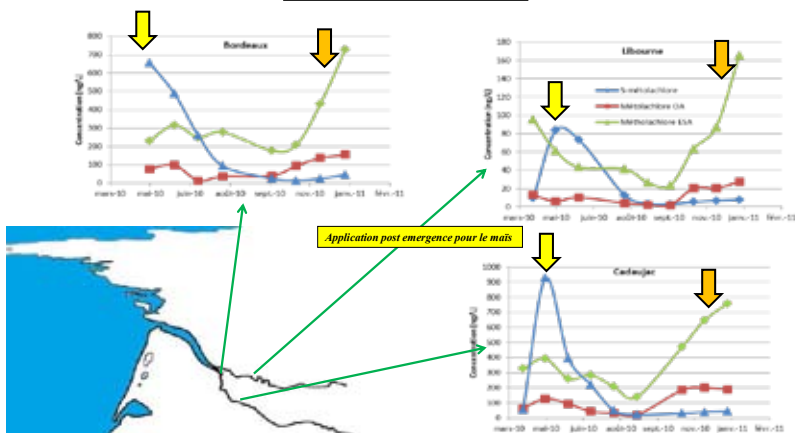 Bordeaux
Concentration (ng/L)
800
700
600
500
400
300
200
100
0
mars-10 mai-10 juin-10 août-10 sept.-10 nov.-10 janv.-11 févr.-11
Libourne
Concentration (ng/L)
180
160
140
120
100
80
60
40
20
0
S-métolachlore
Métolachlore OA
Métholachlore ESA
mars-10 mai-10 juin-10 août-10 sept.-10 nov.-10 janv.-11 févr.-11
Application post emergence pour le maïs
Cadaujac
Concentration (ng/L)
1000
900
800
700
600
500
400
300
200
100
0
mars-10 mai-10 juin-10 août-10 sept.-10 nov.-10 janv.-11 févr.-11